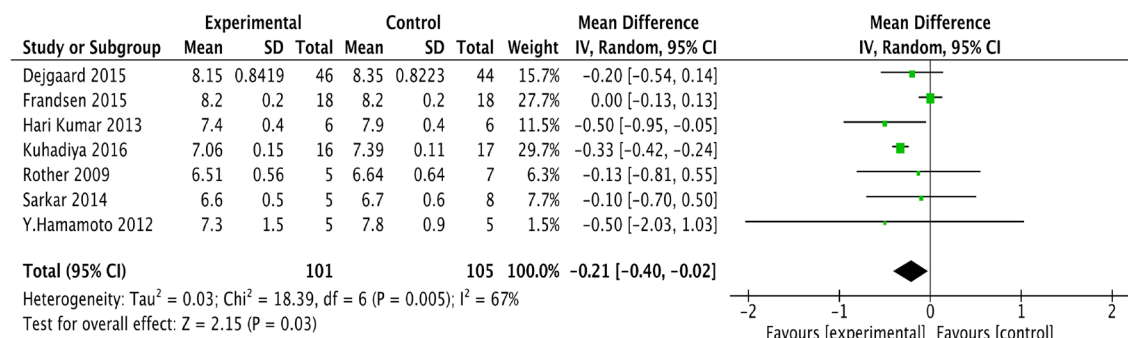 Experimental Control Mean Difference Mean Difference
Study or Subgroup Mean SD Total Mean SD Total Weight IV, Random, 95% CI IV, Random, 95% CI
Dejgaard 2015 8.15 0.8419 46 8.35 0.8223 44 15.7% −0.20 [−0.54, 0.14]
Frandsen 2015 8.2 0.2 18 8.2 0.2 18 27.7% 0.00 [−0.13, 0.13]
Hari Kumar 2013 7.4 0.4 6 7.9 0.4 6 11.5% −0.50 [−0.95, −0.05]
Kuhadiya 2016 7.06 0.15 16 7.39 0.11 17 29.7% −0.33 [−0.42, −0.24]
Rother 2009 6.51 0.56 5 6.64 0.64 7 6.3% −0.13 [−0.81, 0.55]
Sarkar 2014 6.6 0.5 5 6.7 0.6 8 7.7% −0.10 [−0.70, 0.50]
Y.Hamamoto 2012 7.3 1.5 5 7.8 0.9 5 1.5% −0.50 [−2.03, 1.03]
Total (95% CI) 101 105 100.0% −0.21 [−0.40, −0.02]
Heterogeneity: Tau² = 0.03; Chi² = 18.39, df = 6 (P = 0.005); I² = 67%
Test for overall effect: Z = 2.15 (P = 0.03)
−2 −1 0 1 2
Favours [experimental] Favours [control]